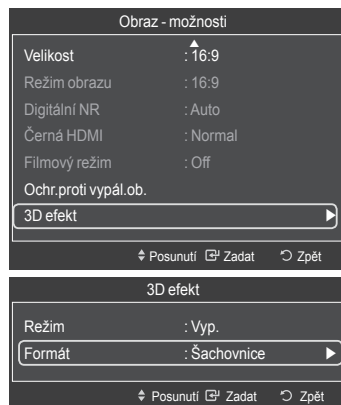 Obraz - možnosti
Velikost : 16:9
Režim obrazu : 16:9
Digitální NR : Auto
Černá HDMI : Normal
Filmový režim : Off
Ochr.proti vypál.ob.
3D efekt
Posunutí Zadat Zpět
3D efekt
Režim : Vyp.
Formát : Šachovnice
Posunutí Zadat Zpět